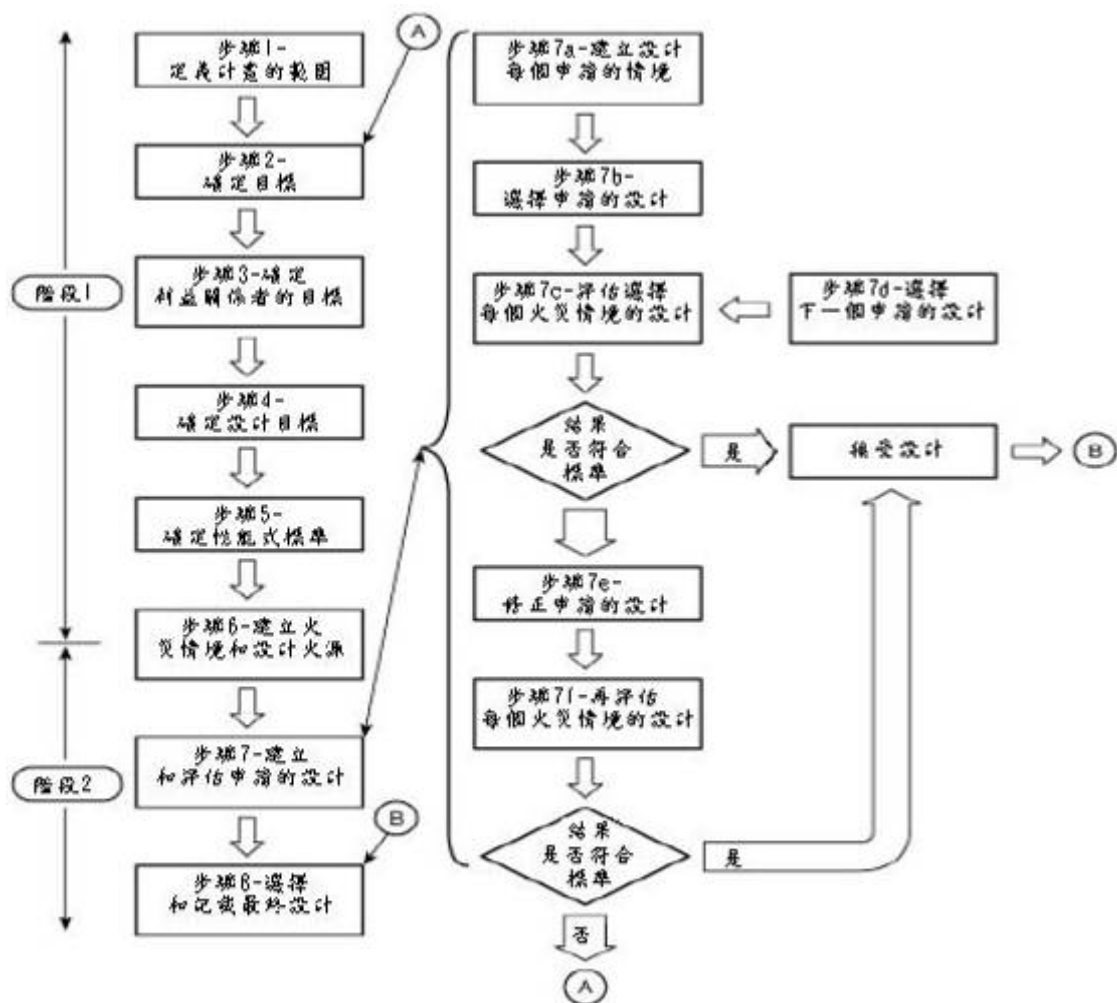 步驟1-
定義計畫的範圍
A
步驟2-
確定目標
步驟3-確定
利益關係者的目標
階段1
步驟4-
確定設計目標
步驟5-
確定性能式標準
步驟6-建立火
災情境和設計火源
步驟7-建立
和評估申請的設計
階段2
B
步驟8-選擇
和記載最終設計
步驟7a-建立設計
每個申請的情境
步驟7b-
選擇申請的設計
步驟7c-評估選擇
每個火災情境的設計
步驟7d-選擇
下一個申請的設計
結果
是否符合
標準
是
接受設計
B
步驟7e-
修正申請的設計
步驟7f-再評估
每個火災情境的設計
結果
是否符合
標準
是
否
A